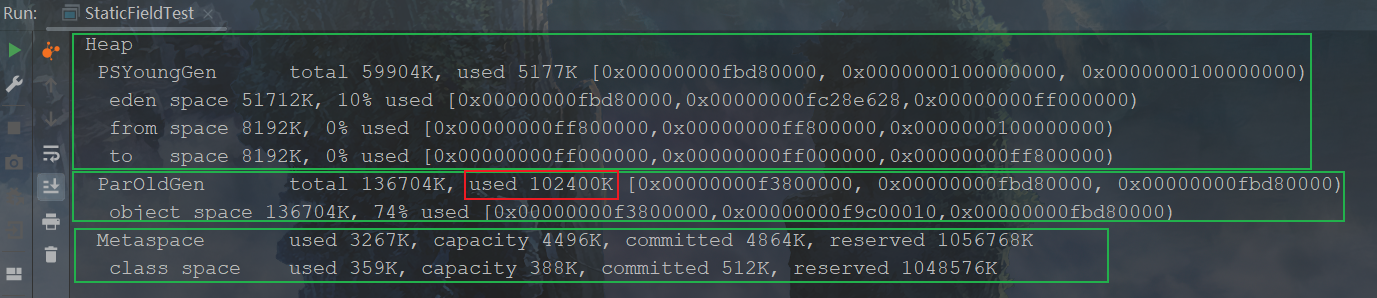 Run: StaticFieldTest ×
Heap
PSYoungGen      total 59904K, used 5177K [0x00000000fbd80000, 0x0000000100000000, 0x0000000100000000)
eden space 51712K, 10% used [0x00000000fbd80000,0x00000000fc28e628,0x00000000ff000000)
from space 8192K, 0% used [0x00000000ff800000,0x00000000ff800000,0x0000000100000000)
to   space 8192K, 0% used [0x00000000ff000000,0x00000000ff000000,0x00000000ff800000)
ParOldGen       total 136704K, used 102400K [0x00000000f3800000, 0x00000000fbd80000, 0x00000000fbd80000)
object space 136704K, 74% used [0x00000000f3800000,0x00000000f9c00010,0x00000000fbd80000)
Metaspace       used 3267K, capacity 4496K, committed 4864K, reserved 1056768K
class space    used 359K, capacity 388K, committed 512K, reserved 1048576K